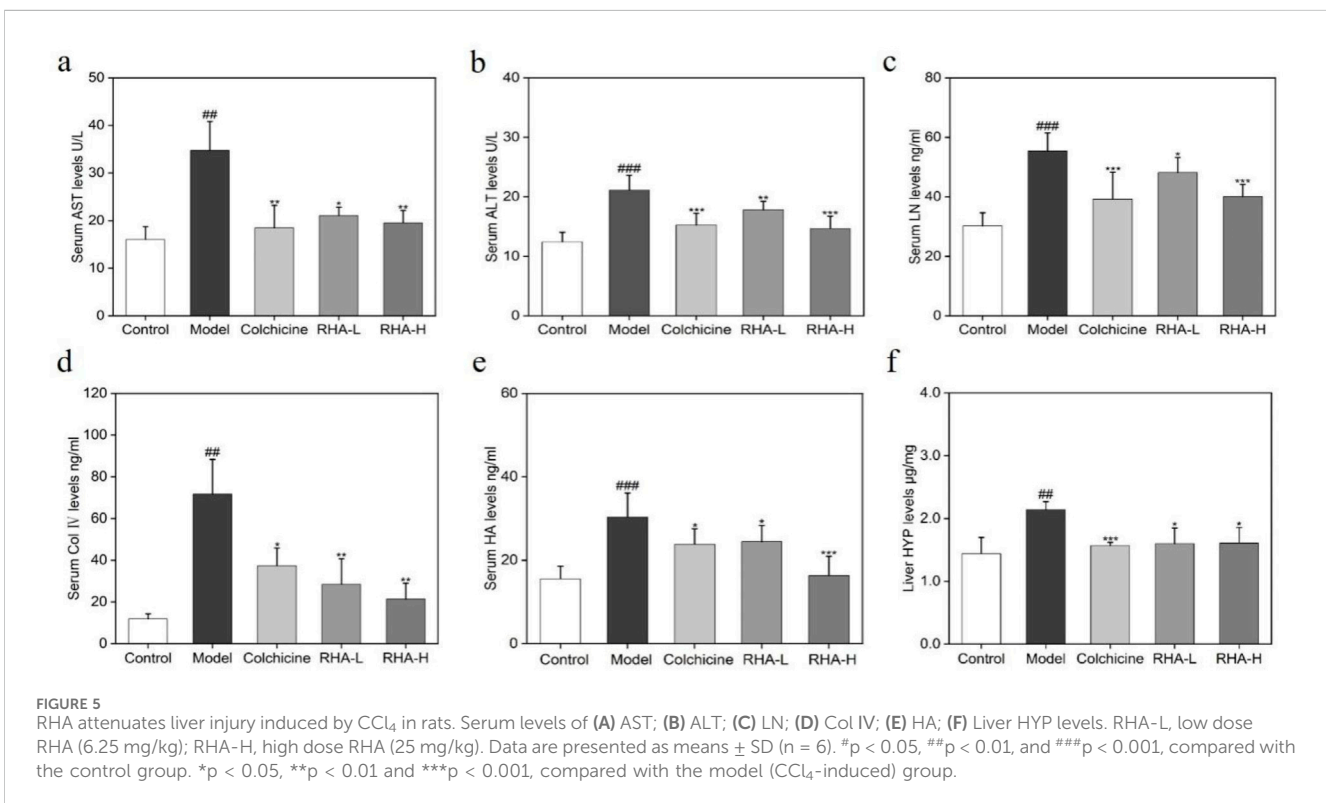 a
50
40
30
20
10
0
Serum AST levels U/L
##
**
*
**
Control Model Colchicine RHA-L RHA-H
b
40
30
20
10
0
Serum ALT levels U/L
###
***
**
***
Control Model Colchicine RHA-L RHA-H
c
80
60
40
20
0
Serum LN levels ng/ml
###
***
*
***
Control Model Colchicine RHA-L RHA-H
d
120
100
80
60
40
20
0
Serum Col IV levels ng/ml
##
*
**
**
Control Model Colchicine RHA-L RHA-H
e
60
40
20
0
Serum HA levels ng/ml
###
*
*
***
Control Model Colchicine RHA-L RHA-H
f
4.0
3.0
2.0
1.0
0.0
Liver HYP levels µg/mg
##
***
*
*
Control Model Colchicine RHA-L RHA-H
FIGURE 5
RHA attenuates liver injury induced by CCl₄ in rats. Serum levels of (A) AST; (B) ALT; (C) LN; (D) Col IV; (E) HA; (F) Liver HYP levels. RHA-L, low dose
RHA (6.25 mg/kg); RHA-H, high dose RHA (25 mg/kg). Data are presented as means ± SD (n = 6). #p < 0.05, ##p < 0.01, and ###p < 0.001, compared with
the control group. *p < 0.05, **p < 0.01 and ***p < 0.001, compared with the model (CCl₄-induced) group.